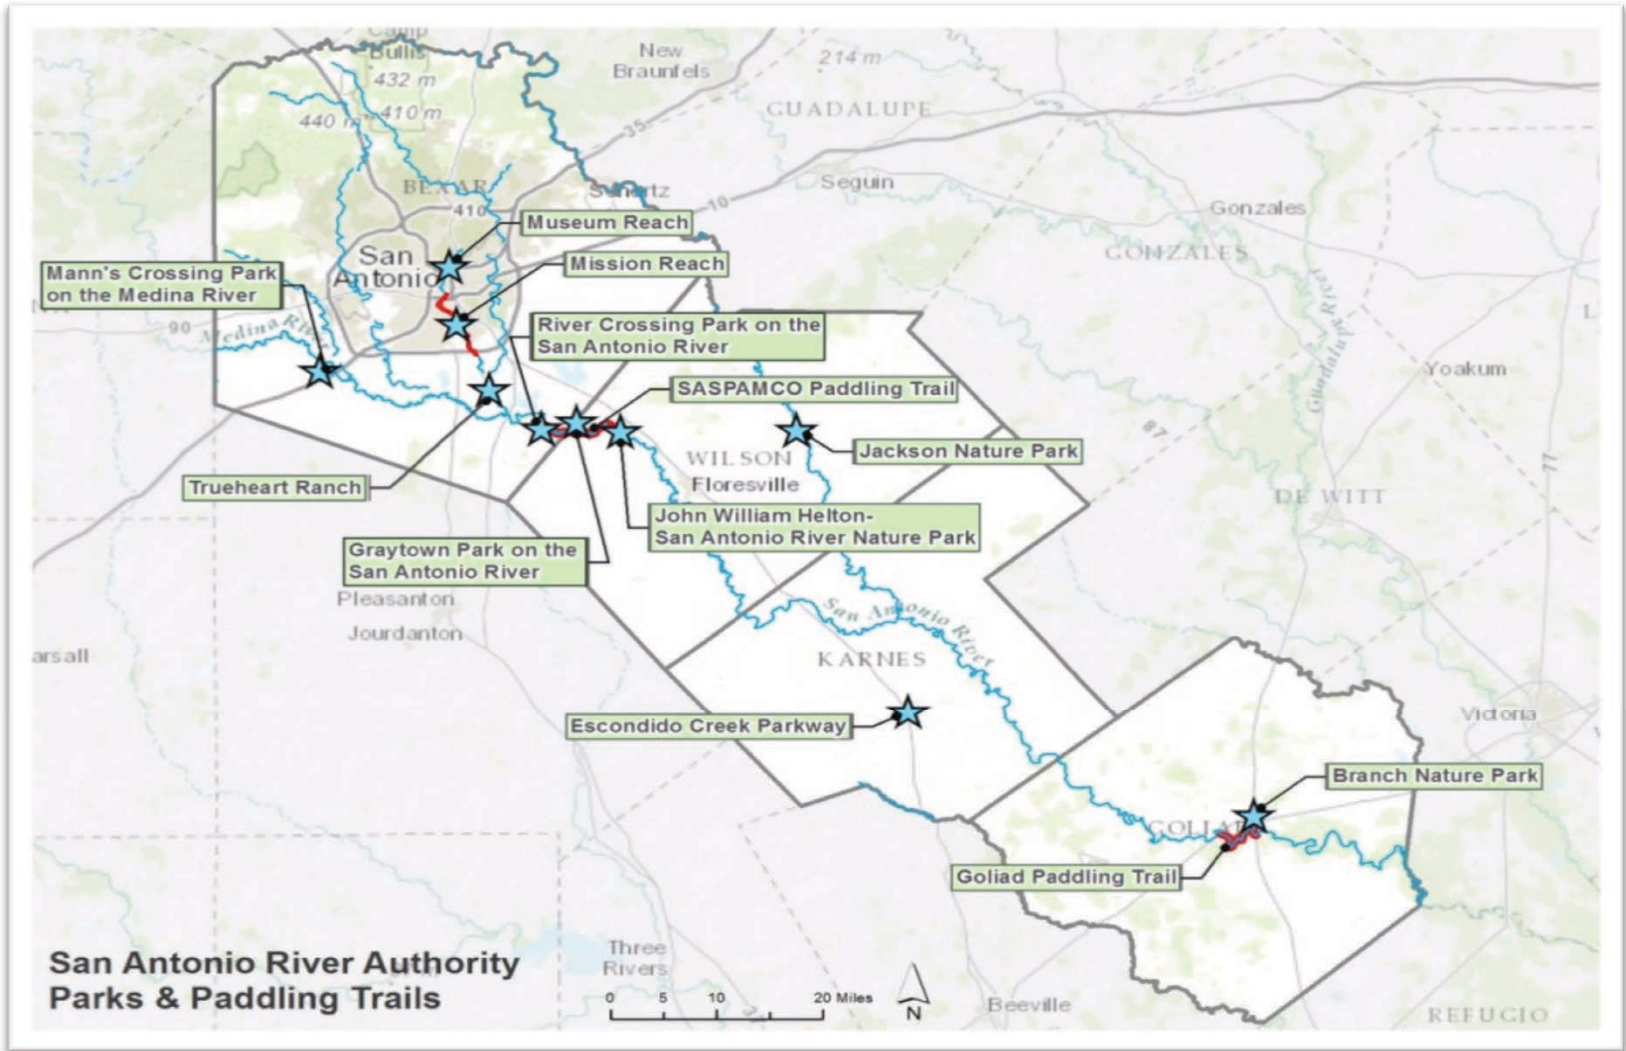 Camp
Bullis
432 m
410 m
440 m
New
Braunfels
214 m
GUADALUPE
35
BEXAR
410
Schertz
10
Seguin
Gonzales
GONZALES
Museum Reach
San
Antonio
Mission Reach
Mann's Crossing Park
on the Medina River
90
Medina River
River Crossing Park on the
San Antonio River
Guadalupe River
Yoakum
SASPAMCO Paddling Trail
87
77
Jackson Nature Park
WILSON
Floresville
Trueheart Ranch
DE WITT
John William Helton-
San Antonio River Nature Park
Graytown Park on the
San Antonio River
Pleasanton
Jourdanton
San Antonio River
arsall
KARNES
Escondido Creek Parkway
Victoria
Branch Nature Park
GOLIAD
Goliad Paddling Trail
San Antonio River Authority
Parks & Paddling Trails
Three
Rivers
0 5 10 20 Miles
N
Beeville
REFUGIO